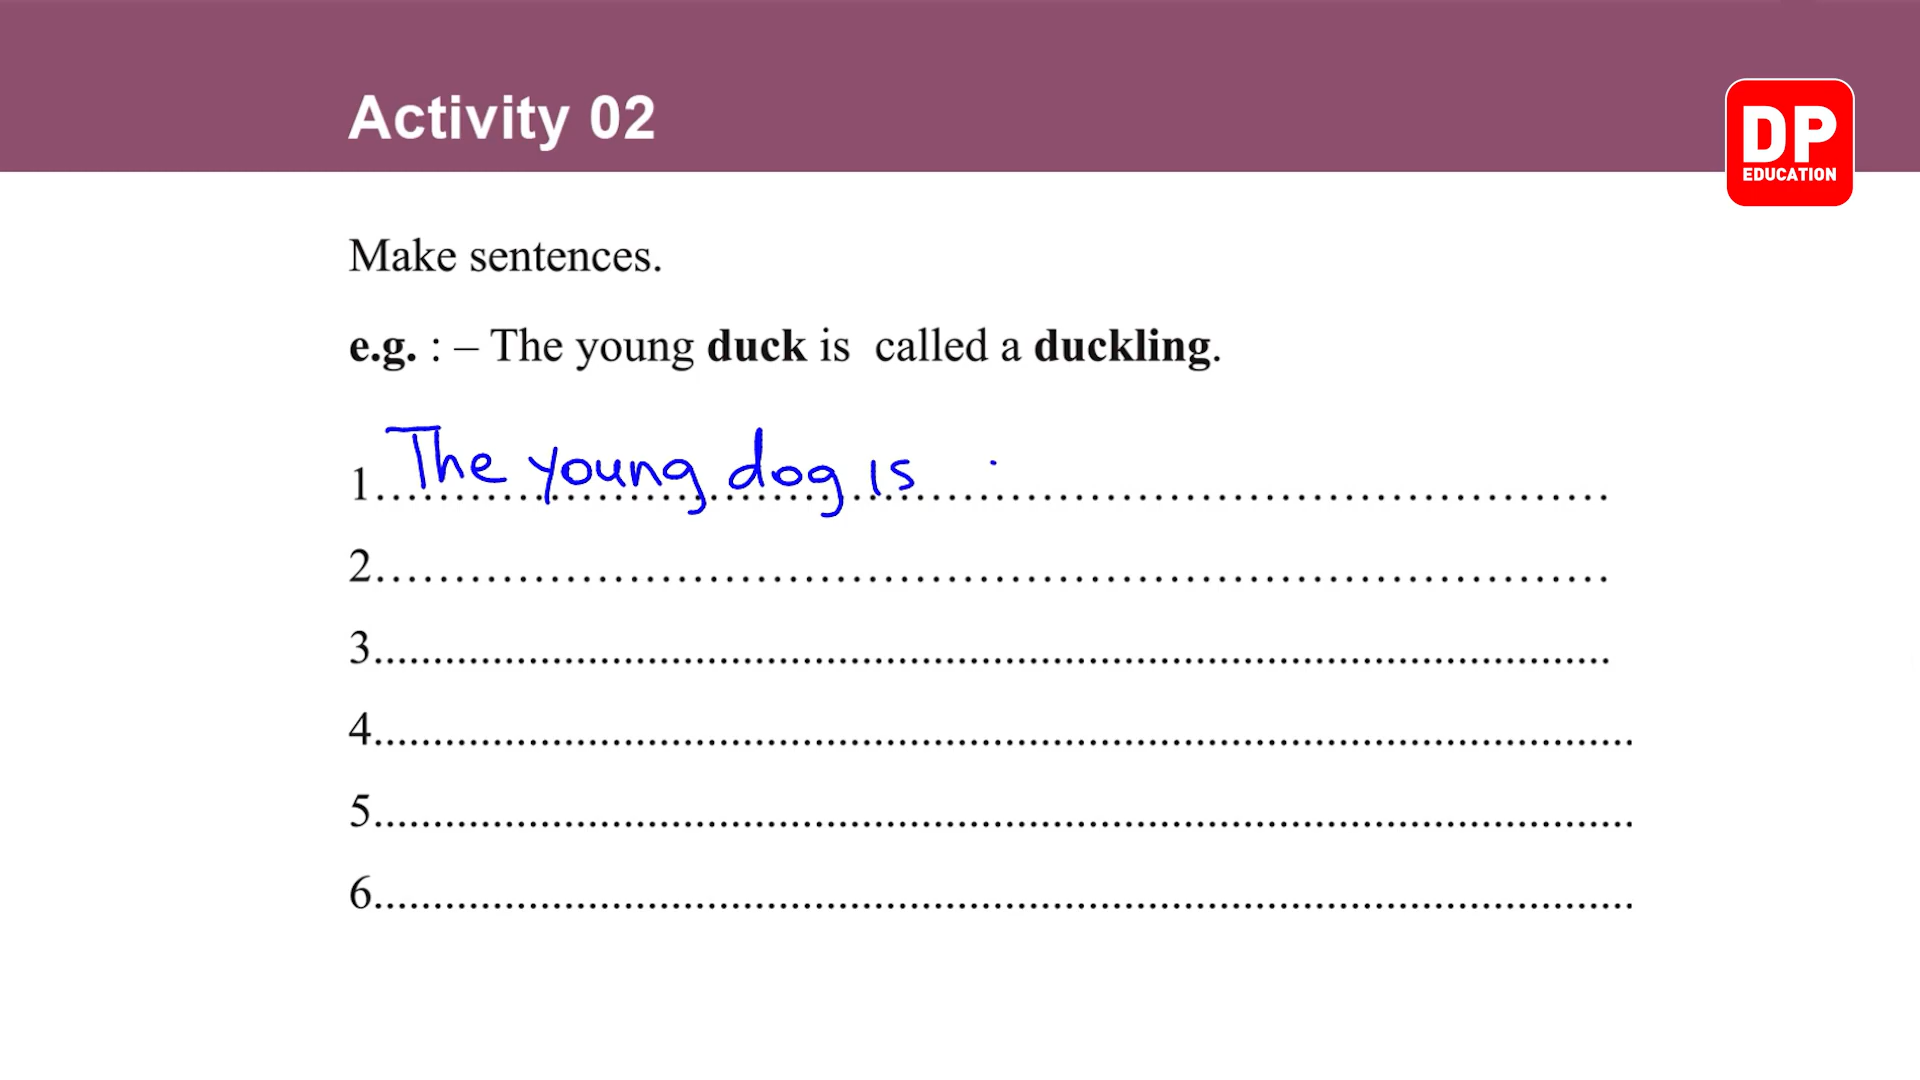 Activity 02
DP
EDUCATION
Make sentences.
e.g. : – The young duck is called a duckling.
1 The young dog is ..........
2..........
3..........
4..........
5..........
6..........